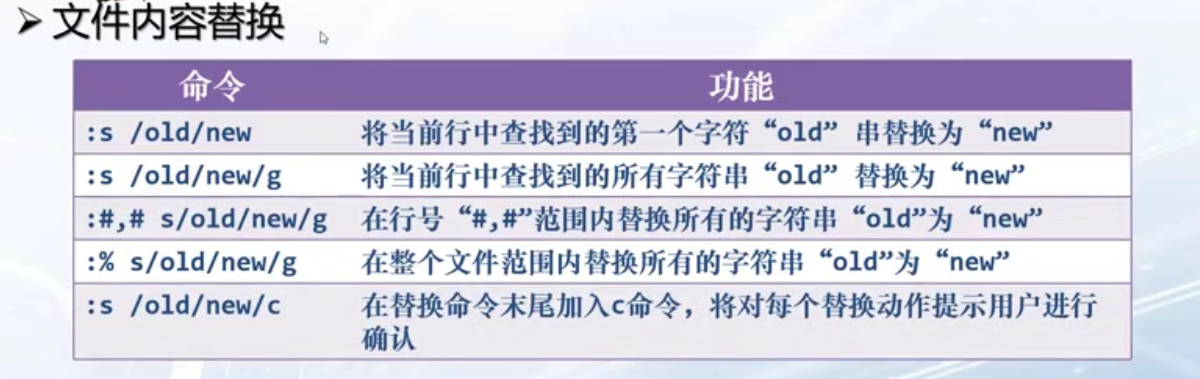 ➢ 文件内容替换
命令 功能
:s /old/new 将当前行中查找到的第一个字符“old” 串替换为“new”
:s /old/new/g 将当前行中查找到的所有字符串“old” 替换为“new”
:#,# s/old/new/g 在行号“#,#”范围内替换所有的字符串“old”为“new”
:% s/old/new/g 在整个文件范围内替换所有的字符串“old”为“new”
:s /old/new/c 在替换命令末尾加入c命令，将对每个替换动作提示用户进行
确认